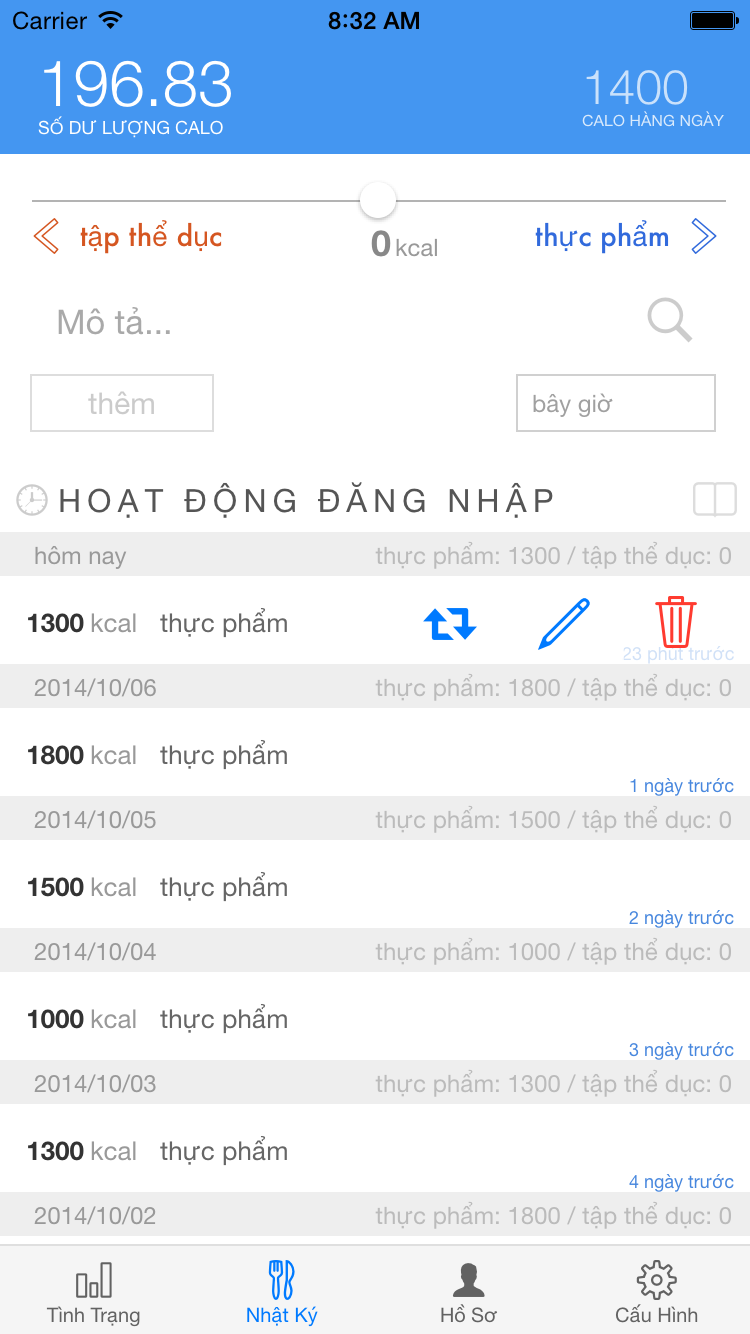 Carrier 8:32 AM
196.83 1400
SỐ DƯ LƯỢNG CALO CALO HÀNG NGÀY
tập thể dục 0 kcal thực phẩm
Mô tả...
thêm bây giờ
HOẠT ĐỘNG ĐĂNG NHẬP
hôm nay thực phẩm: 1300 / tập thể dục: 0
1300 kcal thực phẩm
23 phút trước
2014/10/06 thực phẩm: 1800 / tập thể dục: 0
1800 kcal thực phẩm
1 ngày trước
2014/10/05 thực phẩm: 1500 / tập thể dục: 0
1500 kcal thực phẩm
2 ngày trước
2014/10/04 thực phẩm: 1000 / tập thể dục: 0
1000 kcal thực phẩm
3 ngày trước
2014/10/03 thực phẩm: 1300 / tập thể dục: 0
1300 kcal thực phẩm
4 ngày trước
2014/10/02 thực phẩm: 1800 / tập thể dục: 0
Tình Trạng Nhật Ký Hồ Sơ Cấu Hình